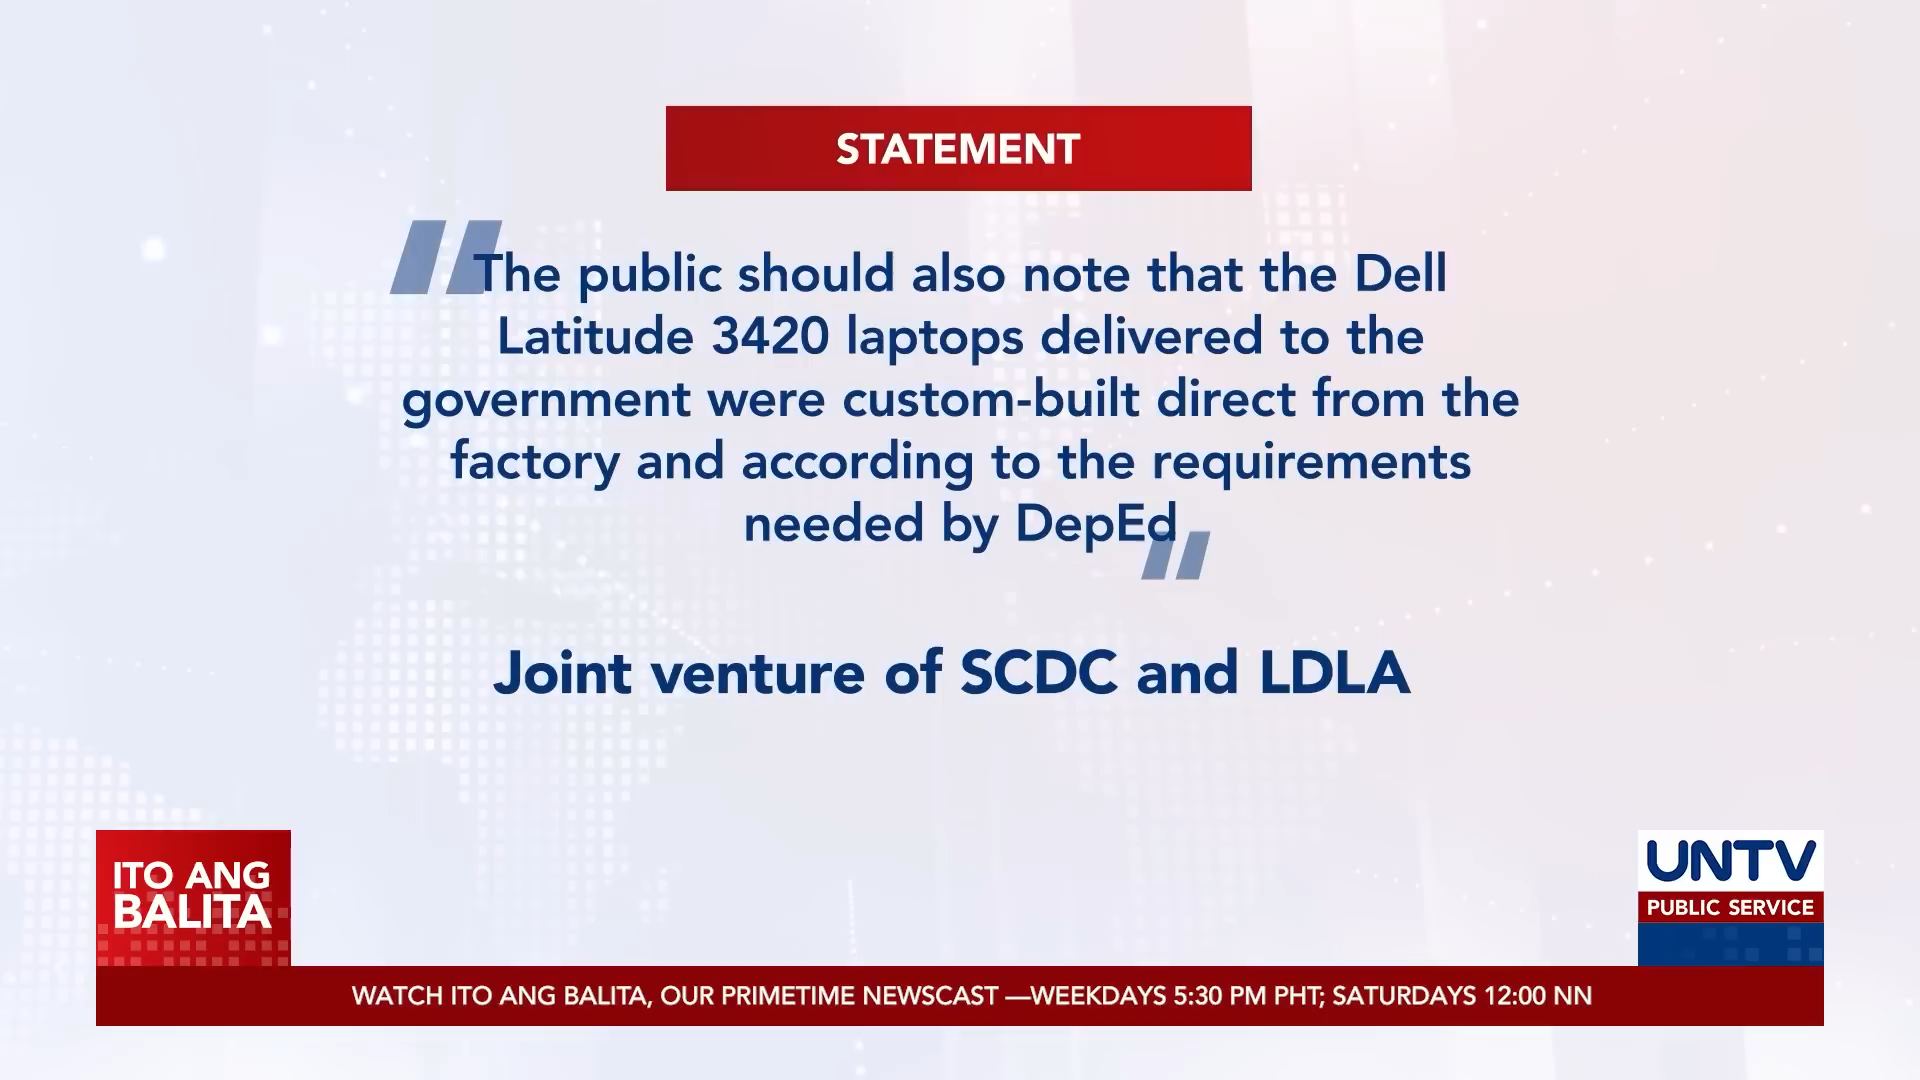 STATEMENT
"The public should also note that the Dell
Latitude 3420 laptops delivered to the
government were custom-built direct from the
factory and according to the requirements
needed by DepEd"
Joint venture of SCDC and LDLA
ITO ANG
BALITA
UNTV
PUBLIC SERVICE
WATCH ITO ANG BALITA, OUR PRIMETIME NEWSCAST —WEEKDAYS 5:30 PM PHT; SATURDAYS 12:00 NN